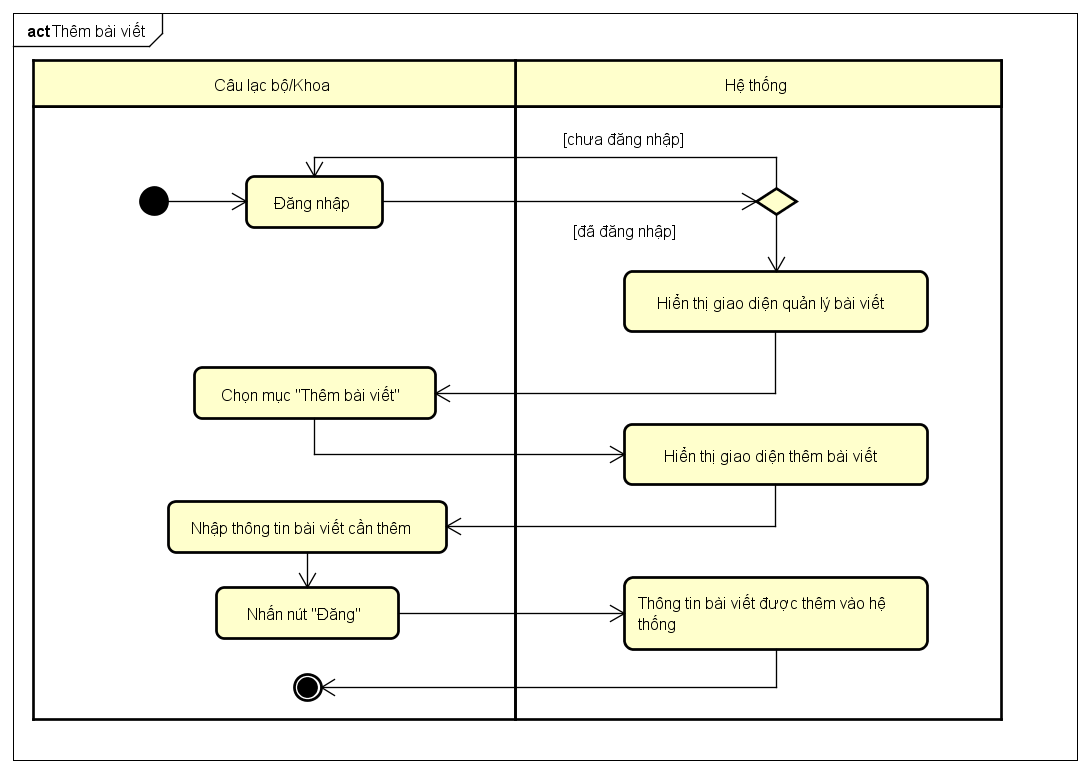 act Thêm bài viết
Câu lạc bộ/Khoa
Hệ thống
[chưa đăng nhập]
Đăng nhập
[đã đăng nhập]
Hiển thị giao diện quản lý bài viết
Chọn mục "Thêm bài viết"
Hiển thị giao diện thêm bài viết
Nhập thông tin bài viết cần thêm
Nhấn nút "Đăng"
Thông tin bài viết được thêm vào hệ
thống